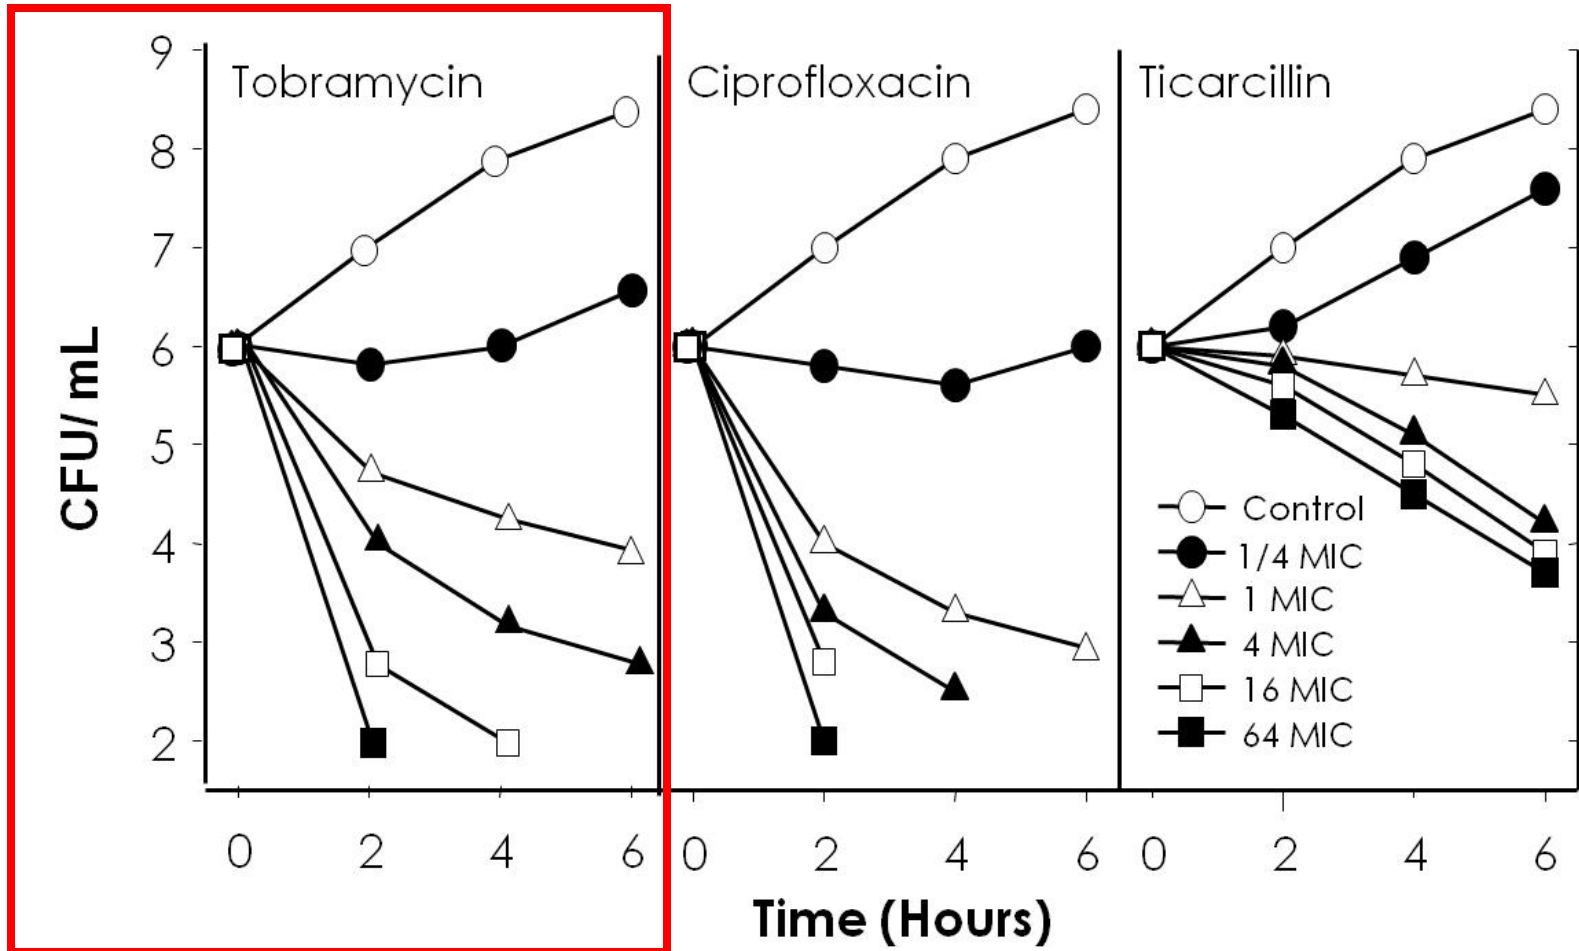 Tobramycin
Ciprofloxacin
Ticarcillin
9
8
7
6
5
4
3
2
CFU/ mL
Control
1/4 MIC
1 MIC
4 MIC
16 MIC
64 MIC
0 2 4 6 0 2 4 6 0 2 4 6
Time (Hours)